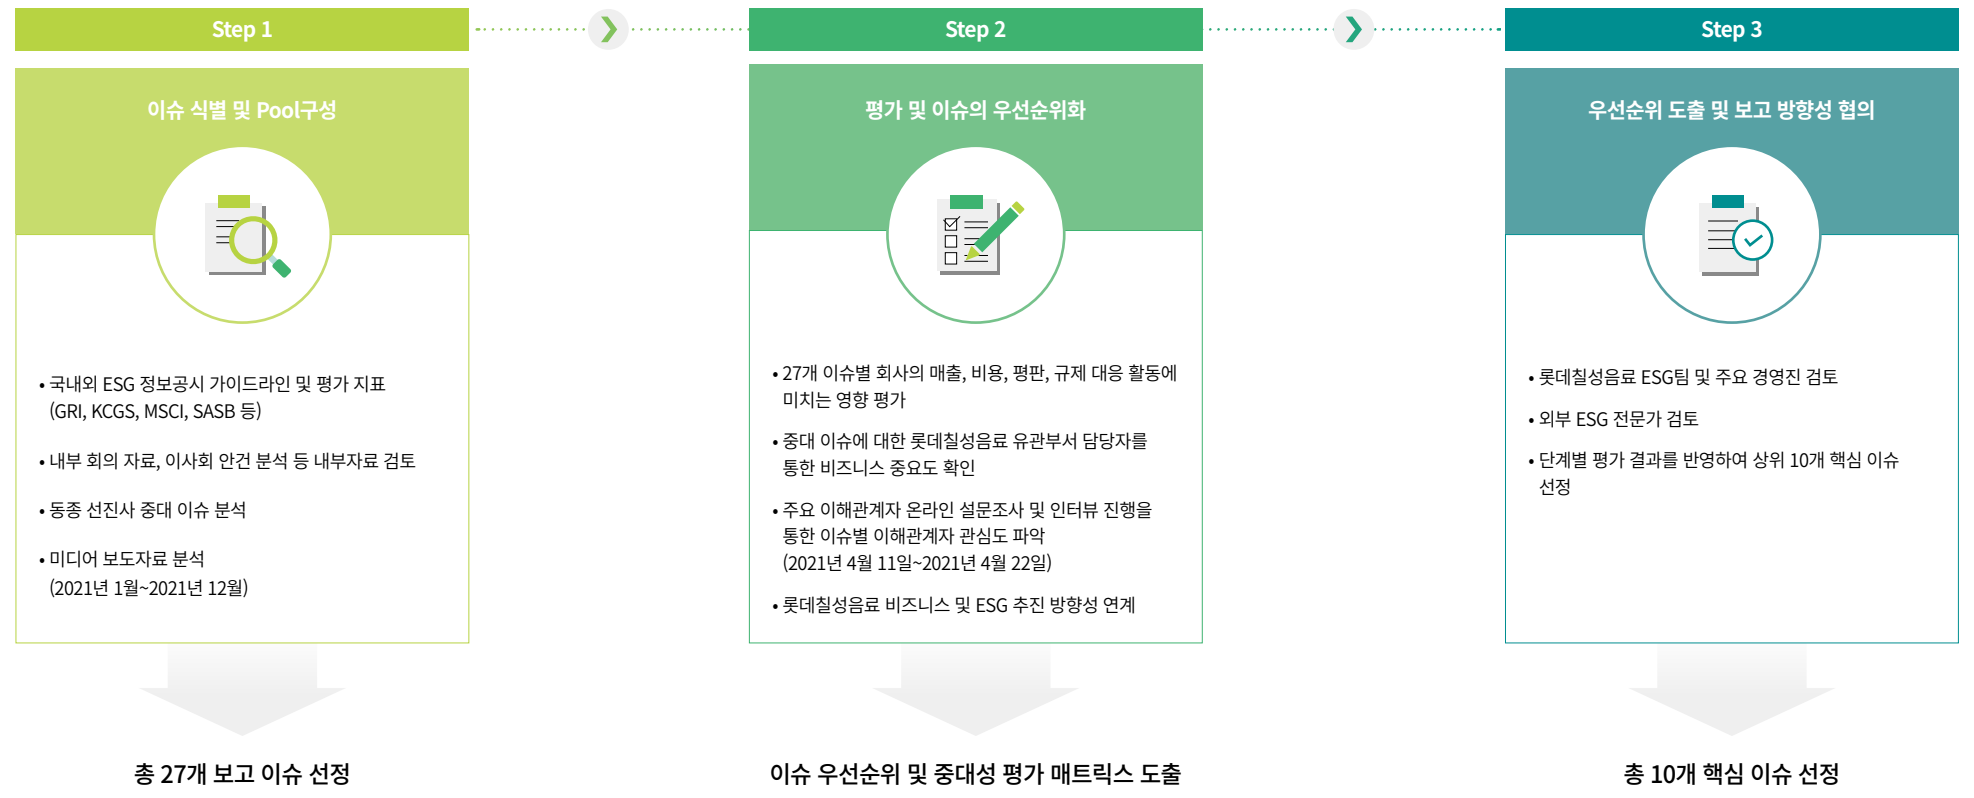 Step 1
이슈 식별 및 Pool구성
• 국내외 ESG 정보공시 가이드라인 및 평가 지표
(GRI, KCGS, MSCI, SASB 등)
• 내부 회의 자료, 이사회 안건 분석 등 내부자료 검토
• 동종 선진사 중대 이슈 분석
• 미디어 보도자료 분석
(2021년 1월~2021년 12월)
총 27개 보고 이슈 선정
Step 2
평가 및 이슈의 우선순위화
• 27개 이슈별 회사의 매출, 비용, 평판, 규제 대응 활동에
미치는 영향 평가
• 중대 이슈에 대한 롯데칠성음료 유관부서 담당자를
통한 비즈니스 중요도 확인
• 주요 이해관계자 온라인 설문조사 및 인터뷰 진행을
통한 이슈별 이해관계자 관심도 파악
(2021년 4월 11일~2021년 4월 22일)
• 롯데칠성음료 비즈니스 및 ESG 추진 방향성 연계
이슈 우선순위 및 중대성 평가 매트릭스 도출
Step 3
우선순위 도출 및 보고 방향성 협의
• 롯데칠성음료 ESG팀 및 주요 경영진 검토
• 외부 ESG 전문가 검토
• 단계별 평가 결과를 반영하여 상위 10개 핵심 이슈
선정
총 10개 핵심 이슈 선정